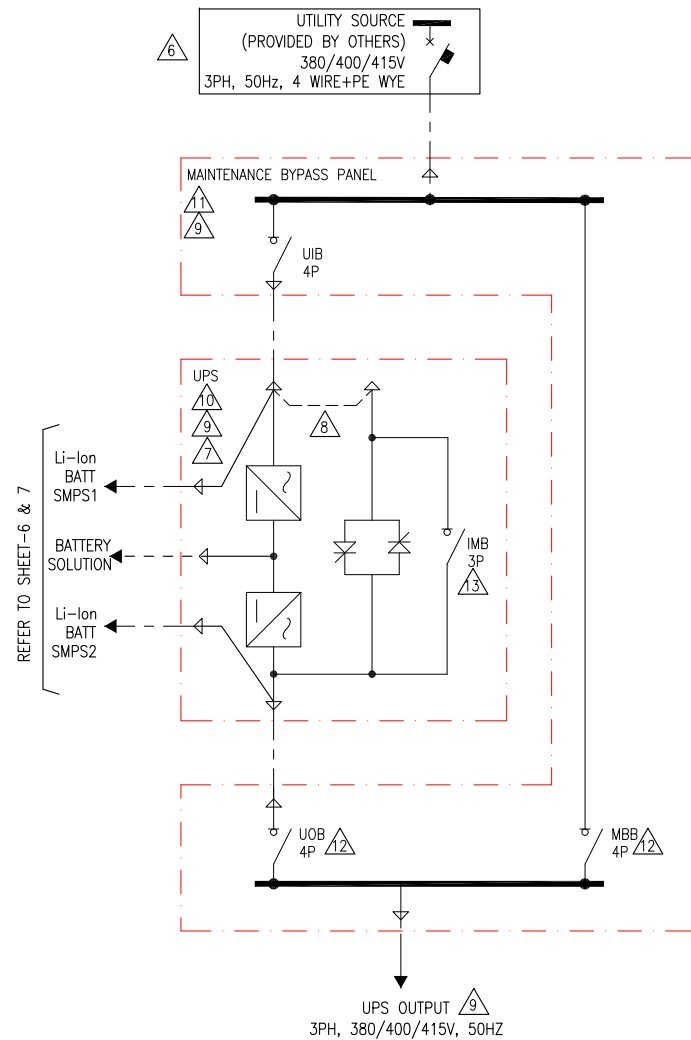 UTILITY SOURCE
(PROVIDED BY OTHERS)
380/400/415V
3PH, 50Hz, 4 WIRE+PE WYE
6
MAINTENANCE BYPASS PANEL
11
9
UIB
4P
UPS
10
9
7
8
Li-Ion
BATT
SMPS1
BATTERY
SOLUTION
Li-Ion
BATT
SMPS2
REFER TO SHEET-6 & 7
IMB
3P
13
UOB
4P
12
MBB
4P
12
UPS OUTPUT 9
3PH, 380/400/415V, 50HZ